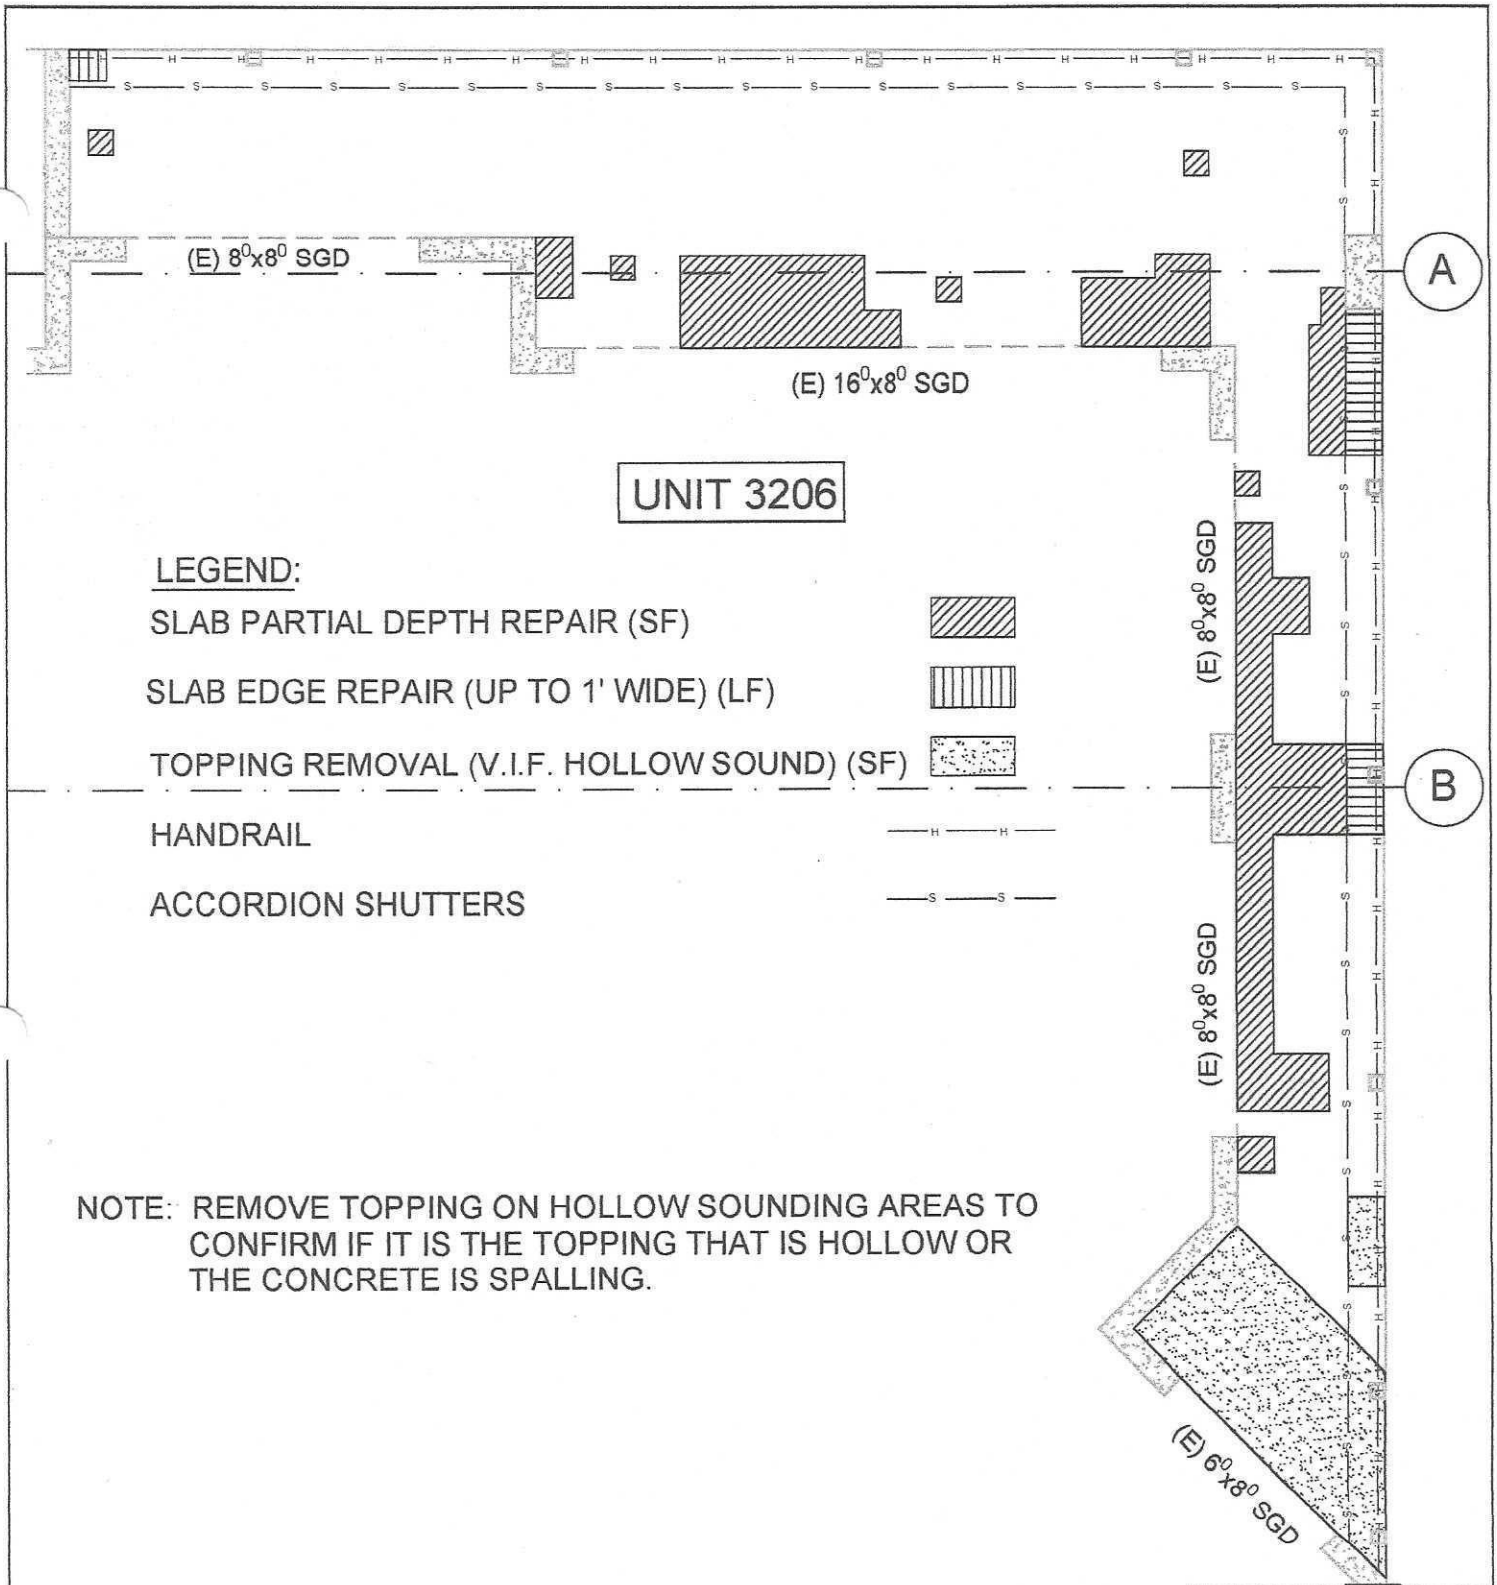 (E) 8⁰x8⁰ SGD
A
(E) 16⁰x8⁰ SGD
UNIT 3206
(E) 8⁰x8⁰ SGD
LEGEND:
SLAB PARTIAL DEPTH REPAIR (SF)
SLAB EDGE REPAIR (UP TO 1' WIDE) (LF)
TOPPING REMOVAL (V.I.F. HOLLOW SOUND) (SF)
B
HANDRAIL
H H
ACCORDION SHUTTERS
S S
(E) 8⁰x8⁰ SGD
NOTE: REMOVE TOPPING ON HOLLOW SOUNDING AREAS TO
CONFIRM IF IT IS THE TOPPING THAT IS HOLLOW OR
THE CONCRETE IS SPALLING.
(E) 6⁰x8⁰ SGD